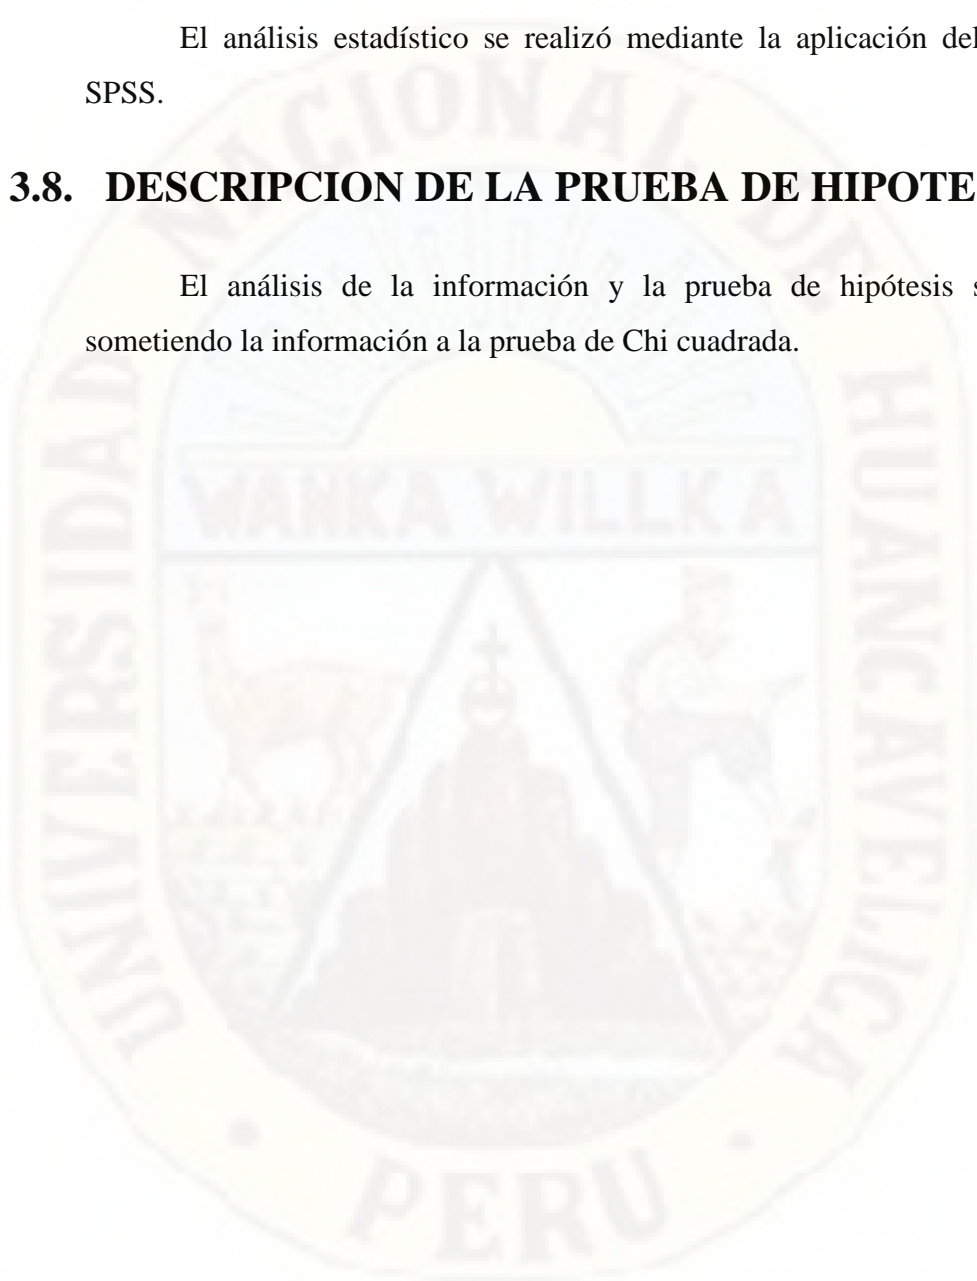 El análisis estadístico se realizó mediante la aplicación del
SPSS.
3.8. DESCRIPCION DE LA PRUEBA DE HIPOTE
El análisis de la información y la prueba de hipótesis s
sometiendo la información a la prueba de Chi cuadrada.
UNIVERSIDAD NACIONAL DE HUANCAVELICA
WANKA WILLKA
PERU